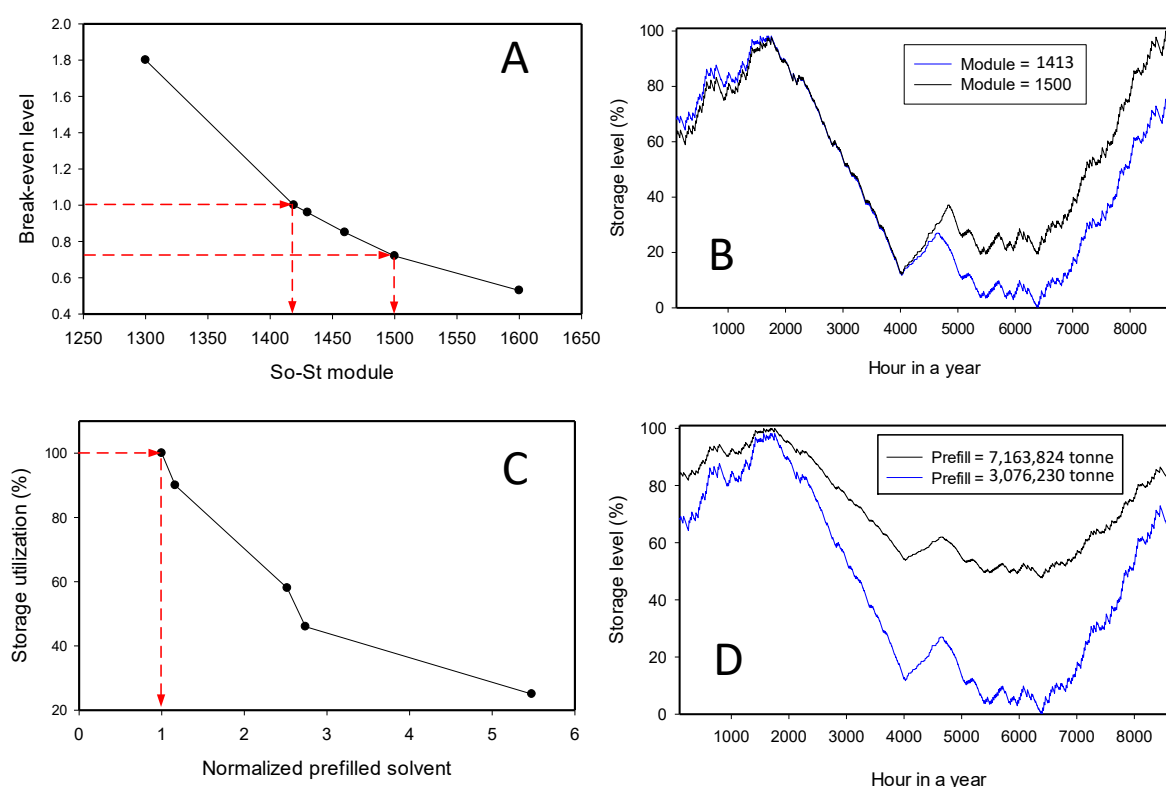 A
Break-even level
2.0
1.8
1.6
1.4
1.2
1.0
0.8
0.6
0.4
1250 1300 1350 1400 1450 1500 1550 1600 1650
So-St module
B
Module = 1413
Module = 1500
Storage level (%)
100
80
60
40
20
0
1000 2000 3000 4000 5000 6000 7000 8000
Hour in a year
C
Storage utilization (%)
100
80
60
40
20
0 1 2 3 4 5 6
Normalized prefilled solvent
D
Prefill = 7,163,824 tonne
Prefill = 3,076,230 tonne
Storage level (%)
100
80
60
40
20
0
1000 2000 3000 4000 5000 6000 7000 8000
Hour in a year